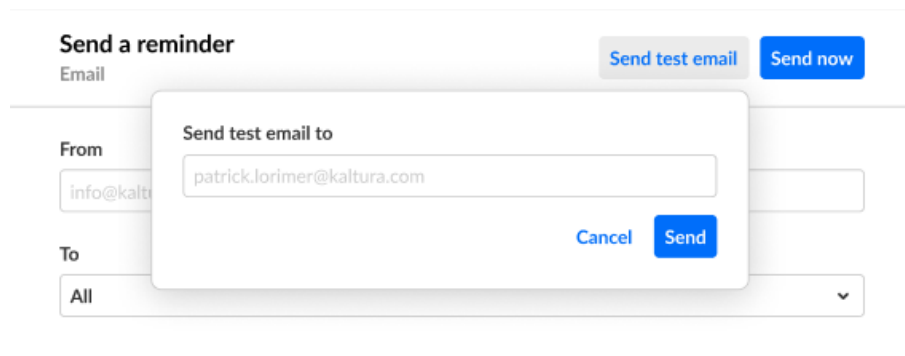 Send a reminder
Email
Send test email
Send now
Send test email to
patrick.lorimer@kaltura.com
Cancel
Send
From
info@kaltu
To
All